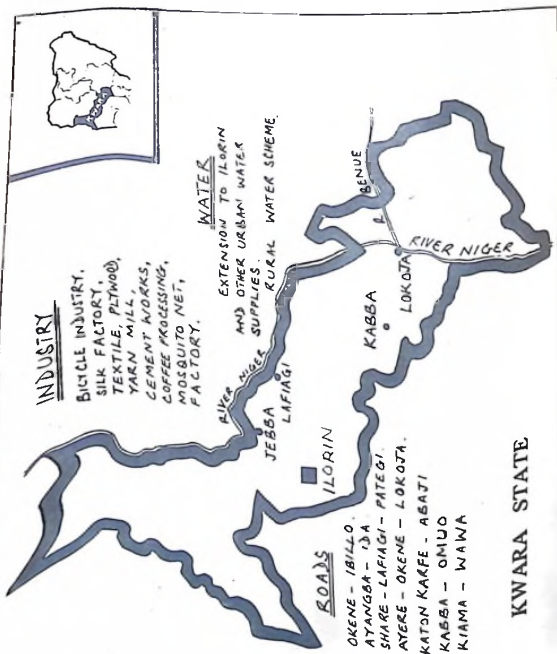 INDUSTRY
BICYCLE INDUSTRY,
SILK FACTORY,
TEXTILE, PLYWOOD,
YARN MILL,
CEMENT WORKS,
COFFEE PROCESSING,
MOSQUITO NET,
FACTORY.
WATER
EXTENSION TO ILORIN
AND OTHER URBAN WATER
SUPPLIES.
RURAL WATER SCHEME.
KWARA
RIVER NIGER
JEBBA
LAFIAGI
ILORIN
KABBA
LOKOJA
R. BENUE
RIVER NIGER
ROADS
OKENE - IBILLO.
AYANGBA - IDA
SHARE - LAFIAGI - PATEGI.
AYERE - OKENE - LOKOJA.
KATON KARFE - ABAJI
KABBA - OMUO
KIAMA - WAWA
KWARA STATE